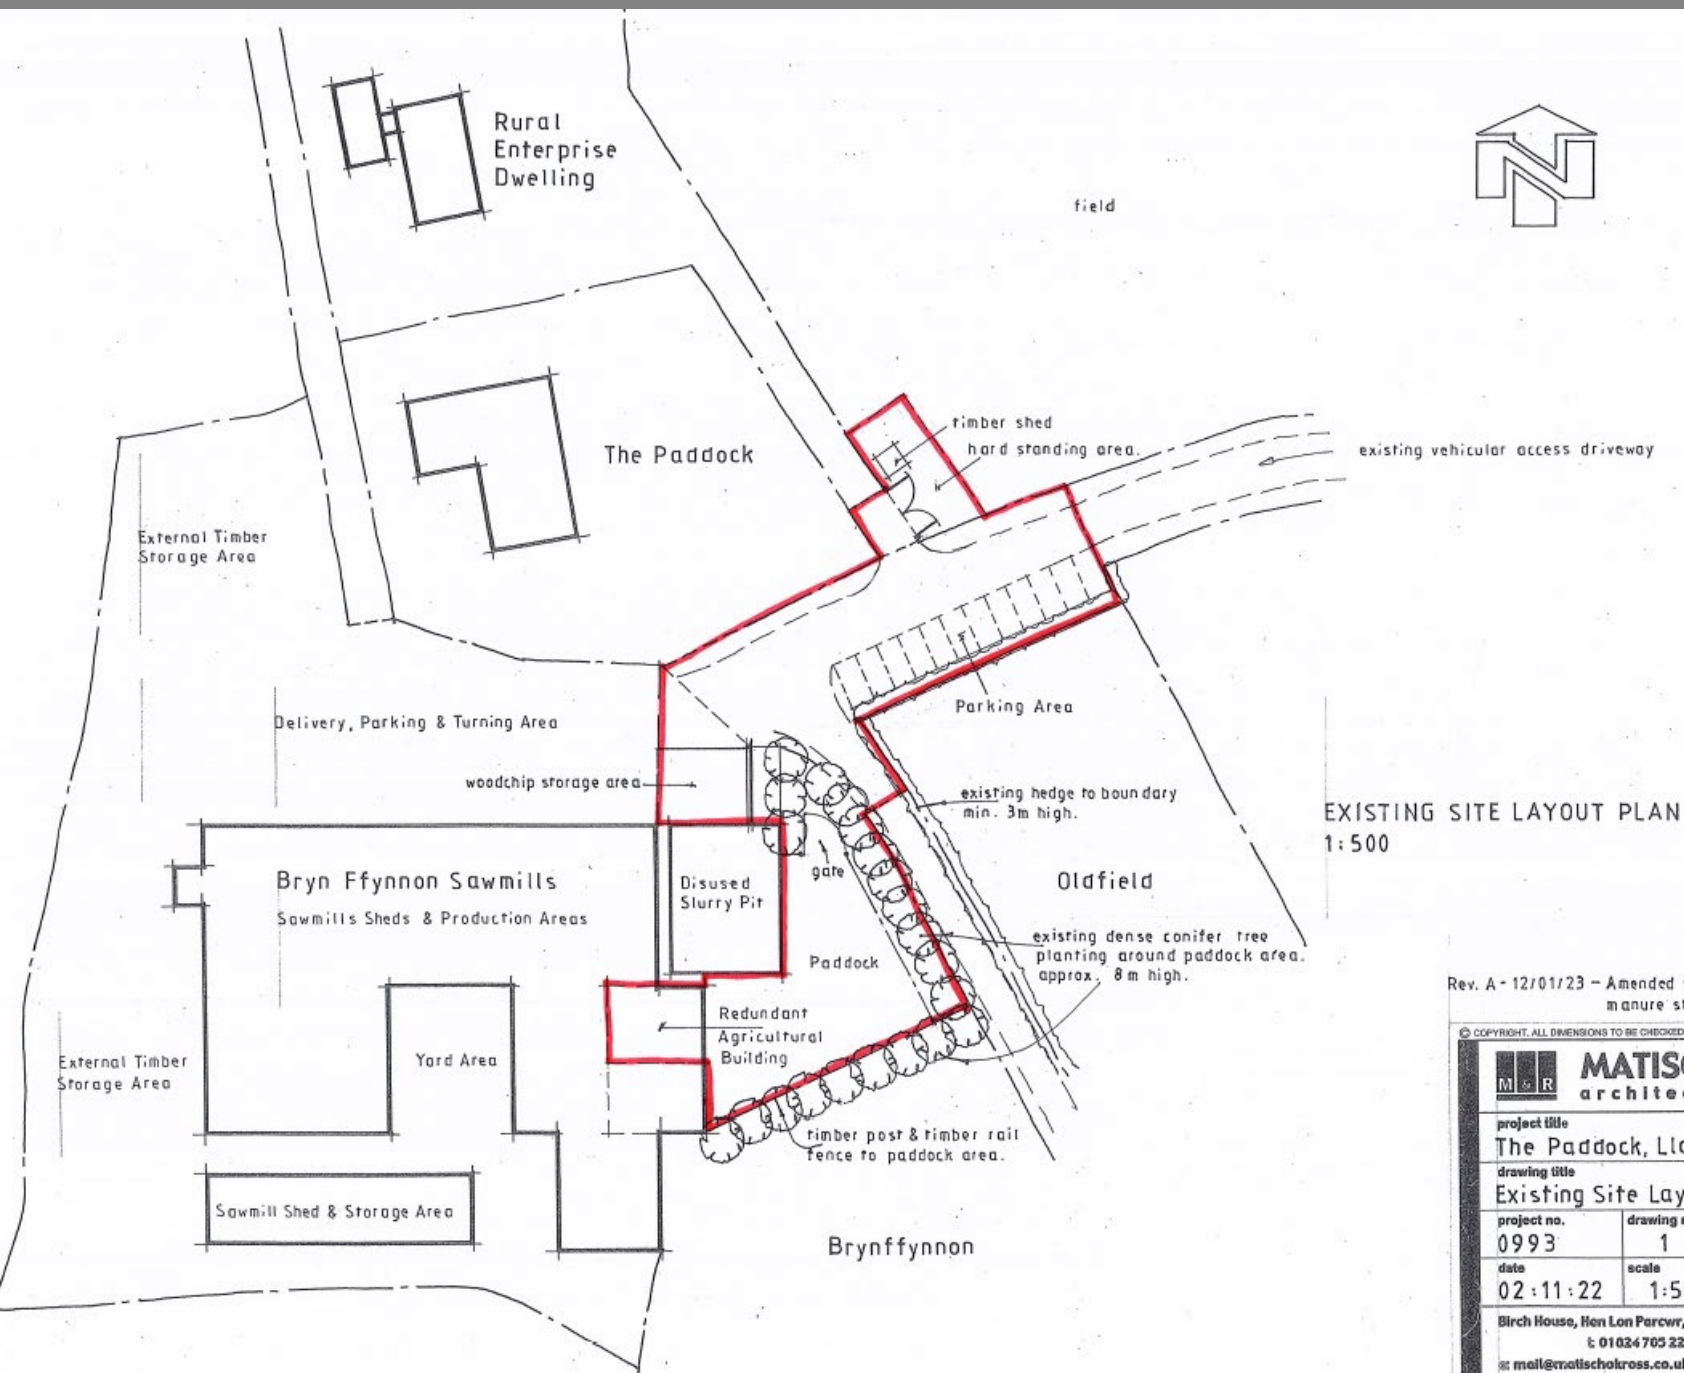 Rural
Enterprise
Dwelling
N
field
timber shed
hard standing area.
existing vehicular access driveway
The Paddock
External Timber
Storage Area
Parking Area
Delivery, Parking & Turning Area
woodchip storage area
existing hedge to boundary
min. 3m high.
EXISTING SITE LAYOUT PLAN
1:500
gate
Bryn Ffynnon Sawmills
Sawmills Sheds & Production Areas
Disused
Slurry Pit
Oldfield
existing dense conifer tree
planting around paddock area.
approx. 8m high.
Paddock
Redundant
Agricultural
Building
External Timber
Storage Area
Yard Area
timber post & timber rail
fence to paddock area.
Sawmill Shed & Storage Area
Brynffynnon
Rev. A - 12/01/23 - Amended
manure
© COPYRIGHT. ALL DIMENSIONS TO BE CHECKED
M & R
MATIS
archite
project title
The Paddock, Lla
drawing title
Existing Site Lay
project no.
drawing
0993
1
date
scale
02:11:22
1:5
Birch House, Hen Lon Parcwr,
t: 01824 705 22
e: mail@matischokross.co.u